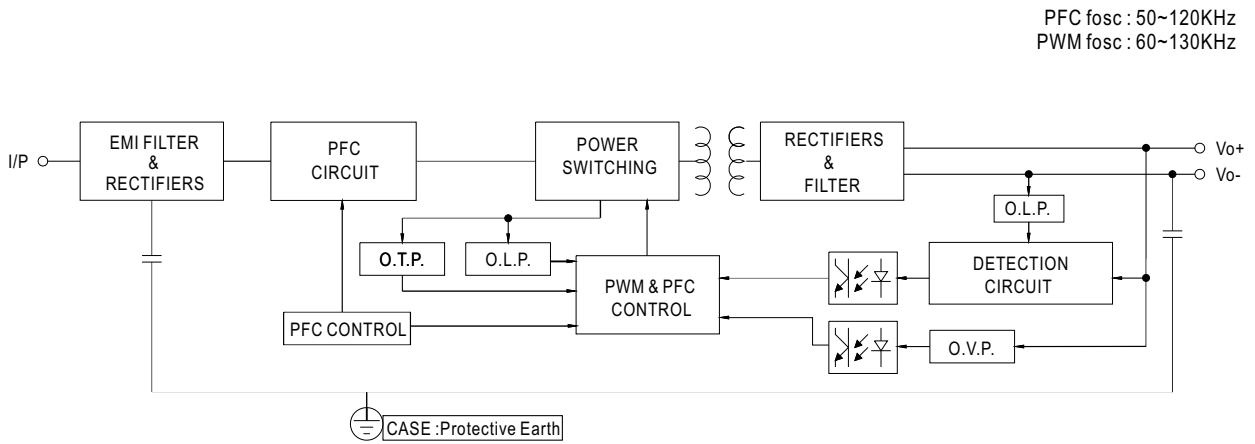 PFC fosc : 50~120KHz
PWM fosc : 60~130KHz
I/P
EMI FILTER
&
RECTIFIERS
PFC
CIRCUIT
POWER
SWITCHING
RECTIFIERS
&
FILTER
Vo+
Vo-
O.L.P.
O.T.P.
O.L.P.
PWM & PFC
CONTROL
DETECTION
CIRCUIT
PFC CONTROL
O.V.P.
CASE :Protective Earth